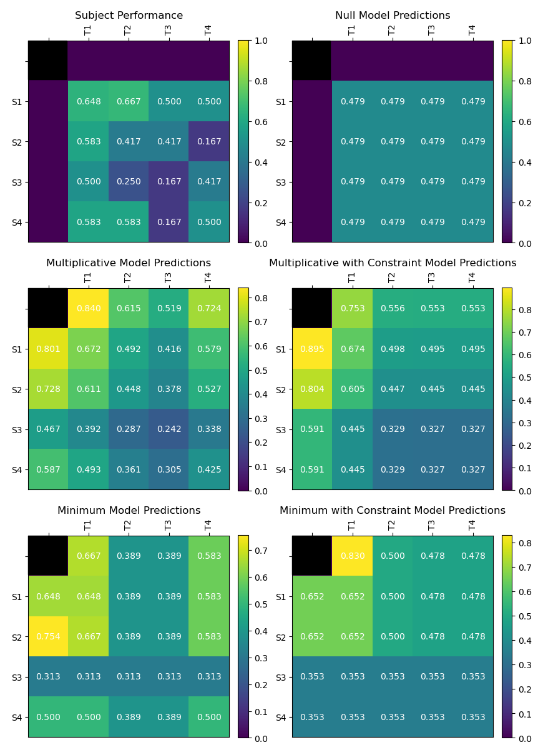 Subject Performance
T1 T2 T3 T4
S1 0.648 0.667 0.500 0.500
S2 0.583 0.417 0.417 0.167
S3 0.500 0.250 0.167 0.417
S4 0.583 0.583 0.167 0.500
1.0
0.8
0.6
0.4
0.2
0.0
Null Model Predictions
T1 T2 T3 T4
S1 0.479 0.479 0.479 0.479
S2 0.479 0.479 0.479 0.479
S3 0.479 0.479 0.479 0.479
S4 0.479 0.479 0.479 0.479
1.0
0.8
0.6
0.4
0.2
0.0
Multiplicative Model Predictions
T1 T2 T3 T4
0.840 0.615 0.519 0.724
S1 0.801 0.672 0.492 0.416 0.579
S2 0.728 0.611 0.448 0.378 0.527
S3 0.467 0.392 0.287 0.242 0.338
S4 0.587 0.493 0.361 0.305 0.425
0.8
0.7
0.6
0.5
0.4
0.3
0.2
0.1
0.0
Multiplicative with Constraint Model Predictions
T1 T2 T3 T4
0.753 0.556 0.553 0.553
S1 0.895 0.674 0.498 0.495 0.495
S2 0.804 0.605 0.447 0.445 0.445
S3 0.591 0.445 0.329 0.327 0.327
S4 0.591 0.445 0.329 0.327 0.327
0.8
0.7
0.6
0.5
0.4
0.3
0.2
0.1
0.0
Minimum Model Predictions
T1 T2 T3 T4
0.667 0.389 0.389 0.583
S1 0.648 0.648 0.389 0.389 0.583
S2 0.754 0.667 0.389 0.389 0.583
S3 0.313 0.313 0.313 0.313 0.313
S4 0.500 0.500 0.389 0.389 0.500
0.7
0.6
0.5
0.4
0.3
0.2
0.1
0.0
Minimum with Constraint Model Predictions
T1 T2 T3 T4
0.830 0.500 0.478 0.478
S1 0.652 0.652 0.500 0.478 0.478
S2 0.652 0.652 0.500 0.478 0.478
S3 0.353 0.353 0.353 0.353 0.353
S4 0.353 0.353 0.353 0.353 0.353
0.8
0.7
0.6
0.5
0.4
0.3
0.2
0.1
0.0